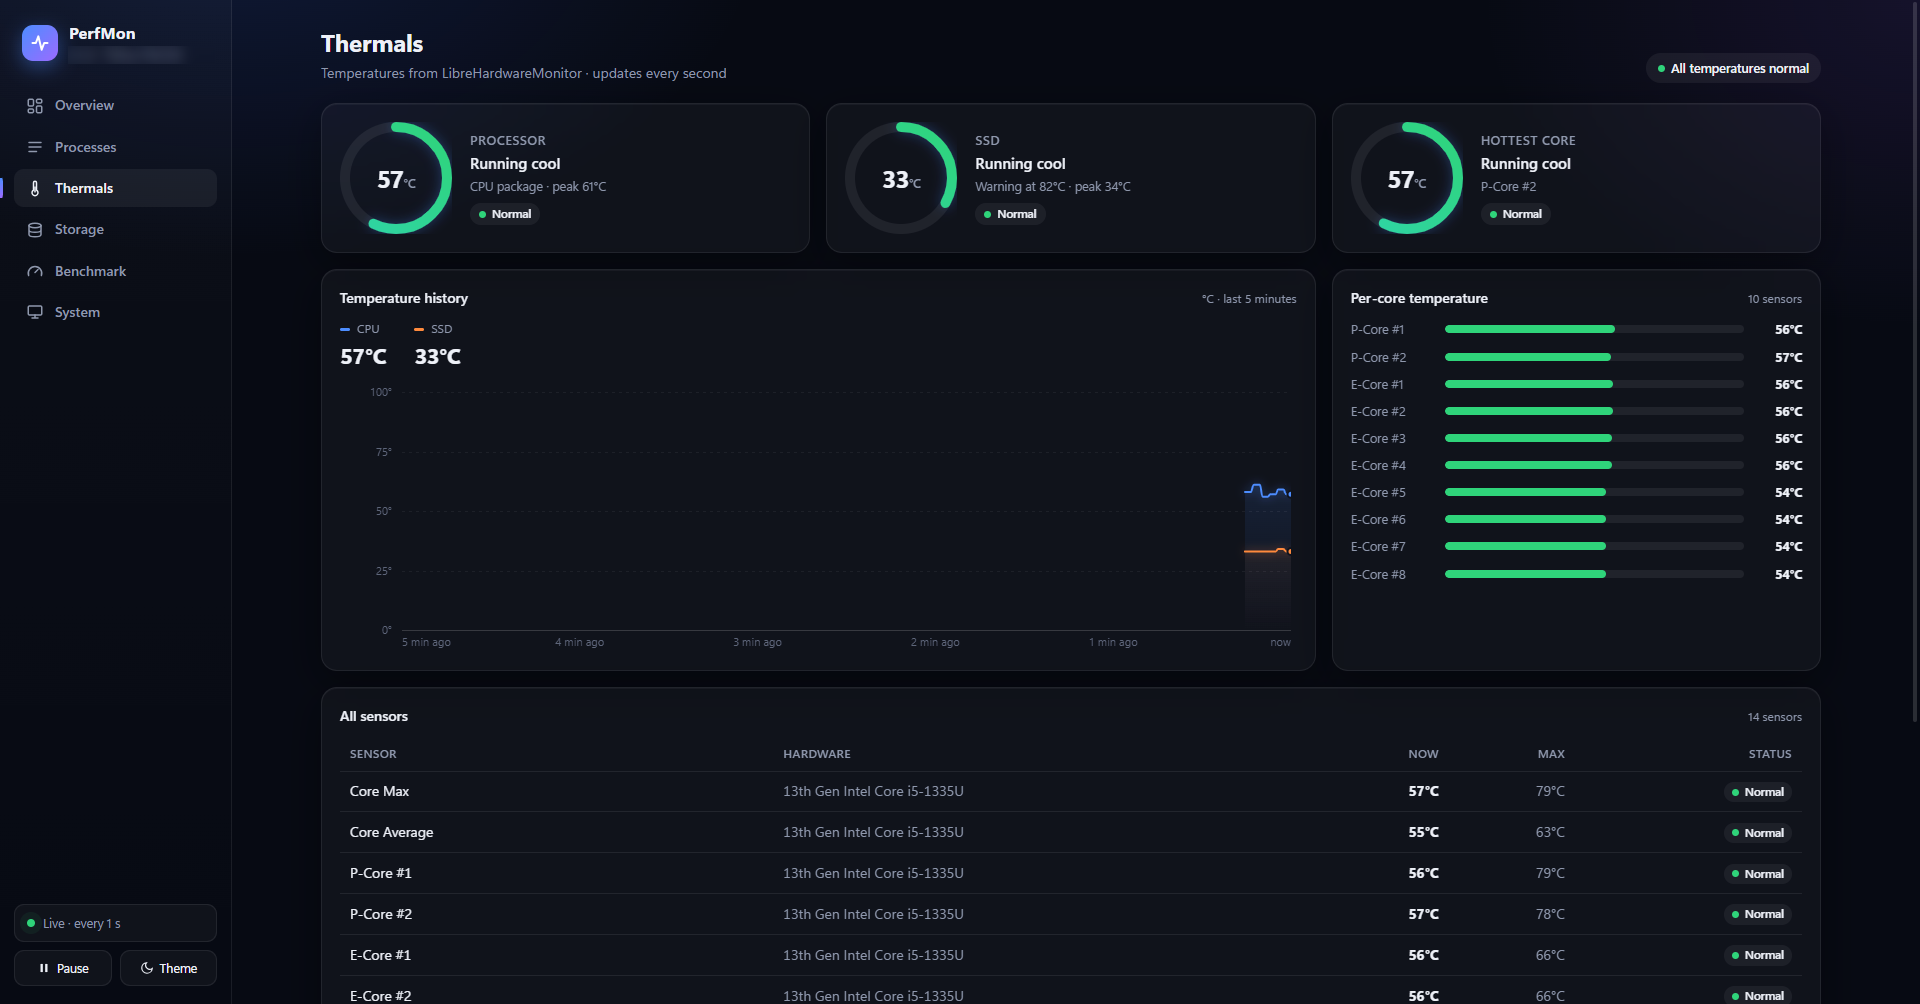 PerfMon
Overview
Processes
Thermals
Storage
Benchmark
System
Live · every 1 s
Pause
Theme
Thermals
Temperatures from LibreHardwareMonitor · updates every second
All temperatures normal
57°C
PROCESSOR
Running cool
CPU package · peak 61°C
Normal
33°C
SSD
Running cool
Warning at 82°C · peak 34°C
Normal
57°C
HOTTEST CORE
Running cool
P-Core #2
Normal
Temperature history
°C · last 5 minutes
CPU SSD
57°C 33°C
100°
75°
50°
25°
0°
5 min ago 4 min ago 3 min ago 2 min ago 1 min ago now
Per-core temperature 10 sensors
P-Core #1 56°C
P-Core #2 57°C
E-Core #1 56°C
E-Core #2 56°C
E-Core #3 56°C
E-Core #4 56°C
E-Core #5 54°C
E-Core #6 54°C
E-Core #7 54°C
E-Core #8 54°C
All sensors 14 sensors
SENSOR HARDWARE NOW MAX STATUS
Core Max 13th Gen Intel Core i5-1335U 57°C 79°C Normal
Core Average 13th Gen Intel Core i5-1335U 55°C 63°C Normal
P-Core #1 13th Gen Intel Core i5-1335U 56°C 79°C Normal
P-Core #2 13th Gen Intel Core i5-1335U 57°C 78°C Normal
E-Core #1 13th Gen Intel Core i5-1335U 56°C 66°C Normal
E-Core #2 13th Gen Intel Core i5-1335U 56°C 66°C Normal